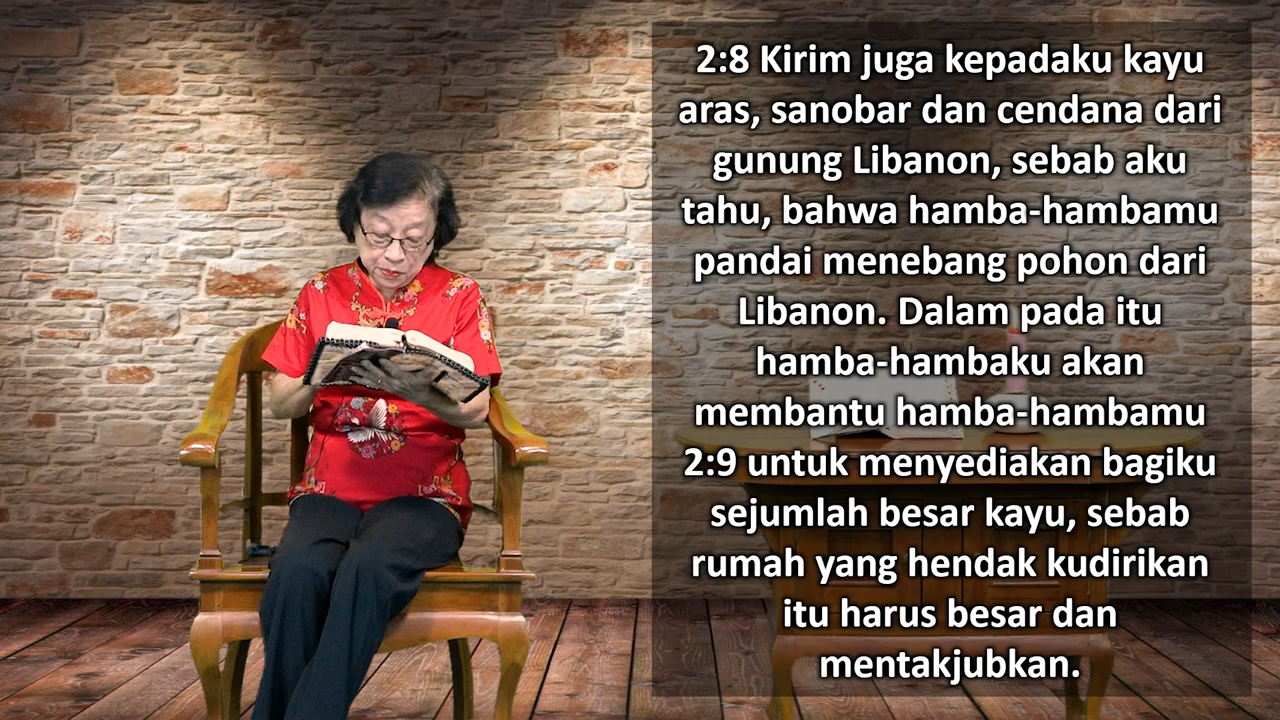 2:8 Kirim juga kepadaku kayu
aras, sanobar dan cendana dari
gunung Libanon, sebab aku
tahu, bahwa hamba-hambamu
pandai menebang pohon dari
Libanon. Dalam pada itu
hamba-hambaku akan
membantu hamba-hambamu
2:9 untuk menyediakan bagiku
sejumlah besar kayu, sebab
rumah yang hendak kudirikan
itu harus besar dan
mentakjubkan.